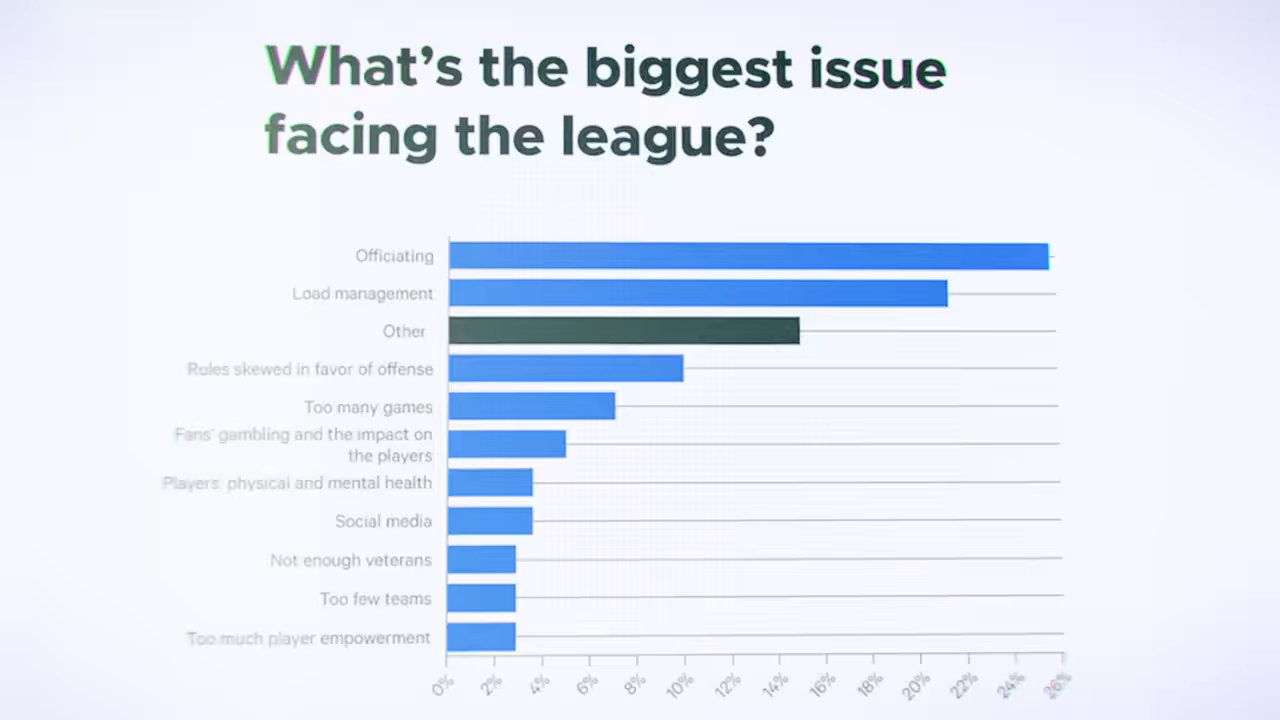 What's the biggest issue
facing the league?
Officiating
Load management
Other
Rules skewed in favor of offense
Too many games
Fans' gambling and the impact on
the players
Players' physical and mental health
Social media
Not enough veterans
Too few teams
Too much player empowerment
0% 2% 4% 6% 8% 10% 12% 14% 16% 18% 20% 22% 24% 26%